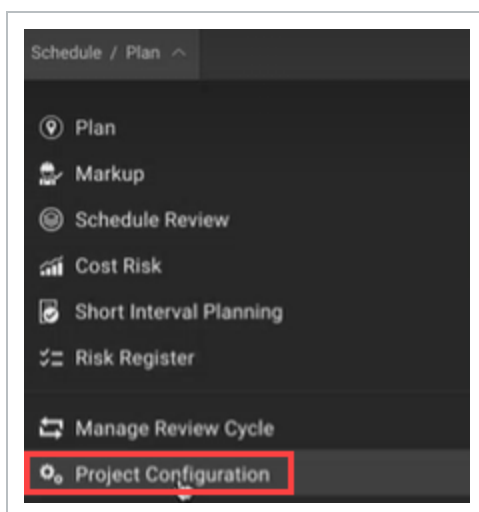 Schedule / Plan
Plan
Markup
Schedule Review
Cost Risk
Short Interval Planning
Risk Register
Manage Review Cycle
Project Configuration